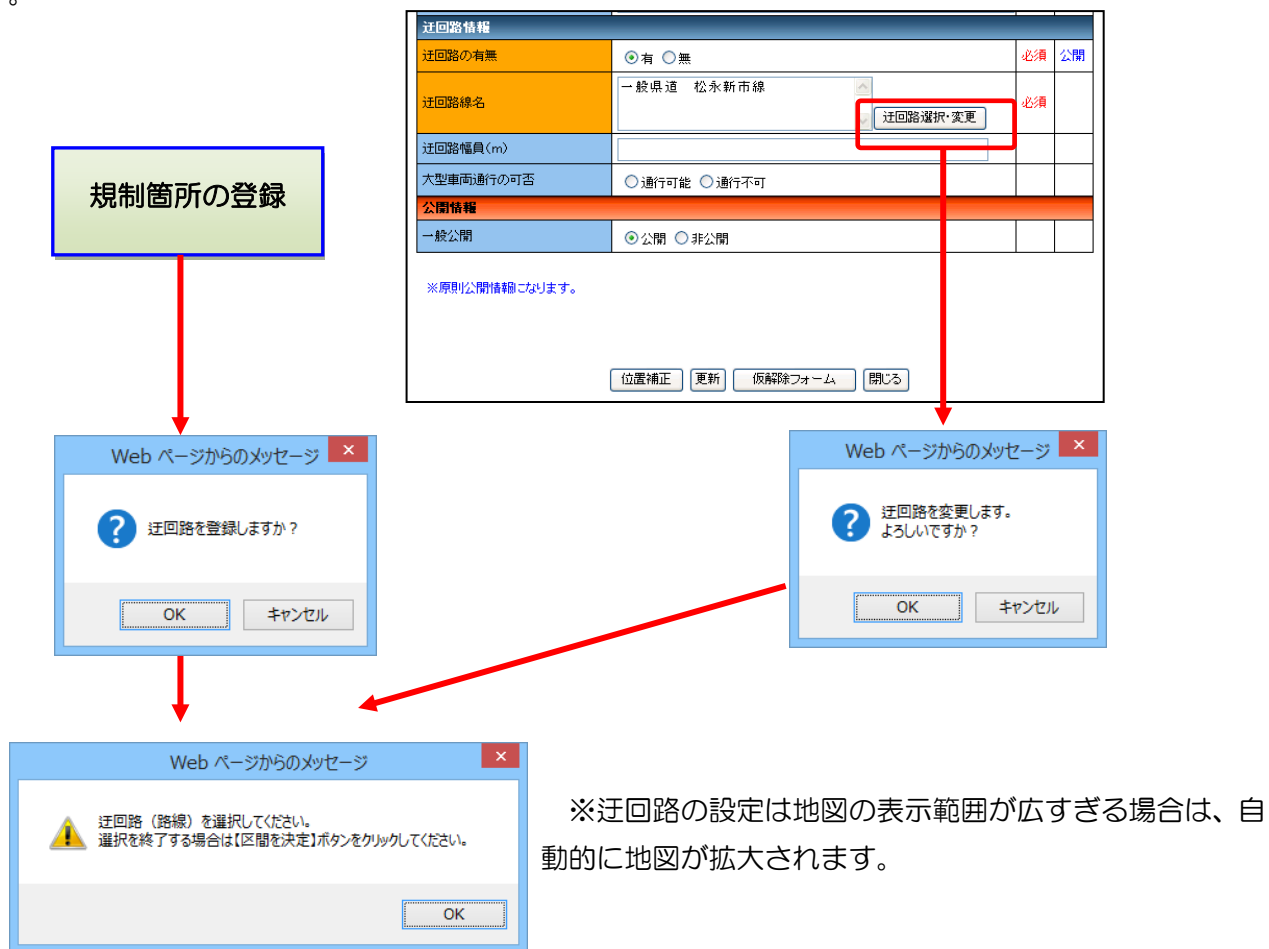 。
迂回路情報
迂回路の有無 ◉有 ○無 必須 公開
迂回路線名 一般県道 松永新市線 迂回路選択・変更 必須
迂回路幅員(m)
大型車両通行の可否 ○通行可能 ○通行不可
公開情報
一般公開 ◉公開 ○非公開
※原則公開情報になります。
位置補正 更新 仮解除フォーム 閉じる
規制箇所の登録
Web ページからのメッセージ
迂回路を登録しますか？
OK キャンセル
Web ページからのメッセージ
迂回路を変更します。
よろしいですか？
OK キャンセル
Web ページからのメッセージ
迂回路（路線）を選択してください。
選択を終了する場合は【区間を決定】ボタンをクリックしてください。
OK
※迂回路の設定は地図の表示範囲が広すぎる場合は、自
動的に地図が拡大されます。